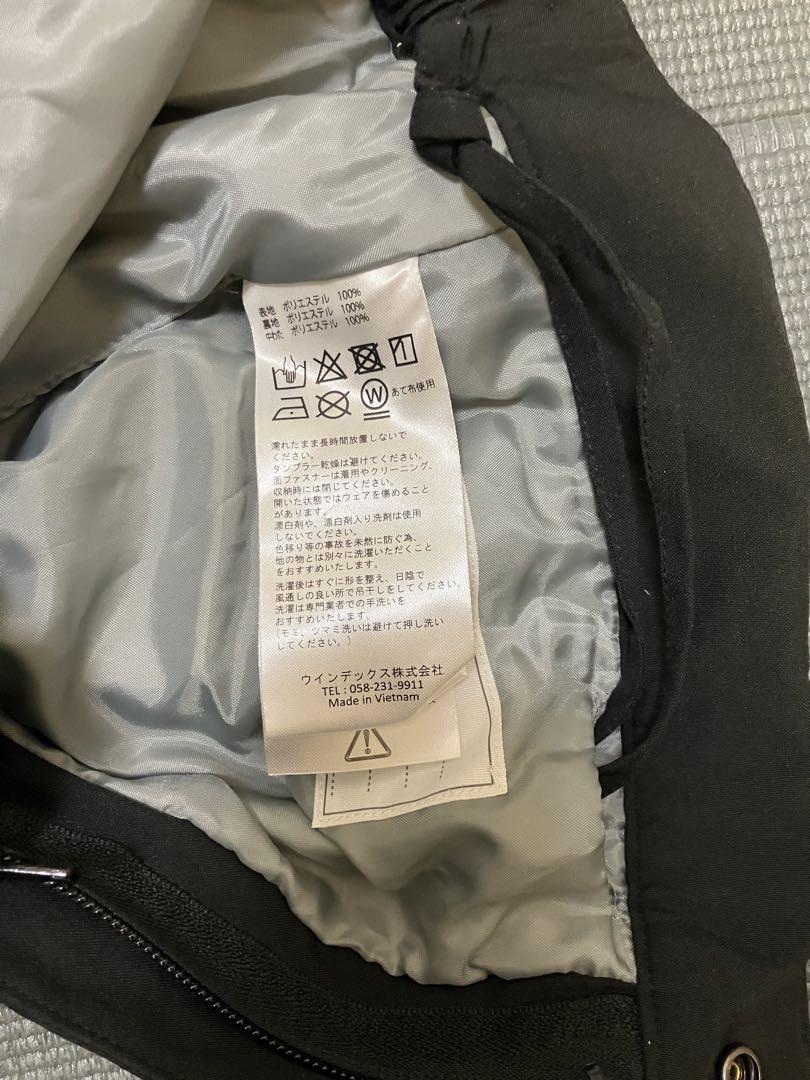 表地 ポリエステル 100%
裏地 ポリエステル 100%
中わた ポリエステル 100%
W あて布使用
濡れたまま長時間放置しないで
ください。
タンブラー乾燥は避けてください。
面ファスナーは着用やクリーニング、
収納時には閉じてください。
開いた状態ではウェアを傷めること
があります。
漂白剤や、漂白剤入り洗剤は使用
しないでください。
色移り等の事故を未然に防ぐ為、
他の物とは別々に洗濯いただくこと
をおすすめいたします。
洗濯後はすぐに形を整え、日陰で
風通しの良い所で吊干しをしてください。
洗濯は専門業者での手洗いを
おすすめいたします。
(モミ、ツマミ洗いは避けて押し洗い
してください。)
ウインデックス株式会社
TEL : 058-231-9911
Made in Vietnam